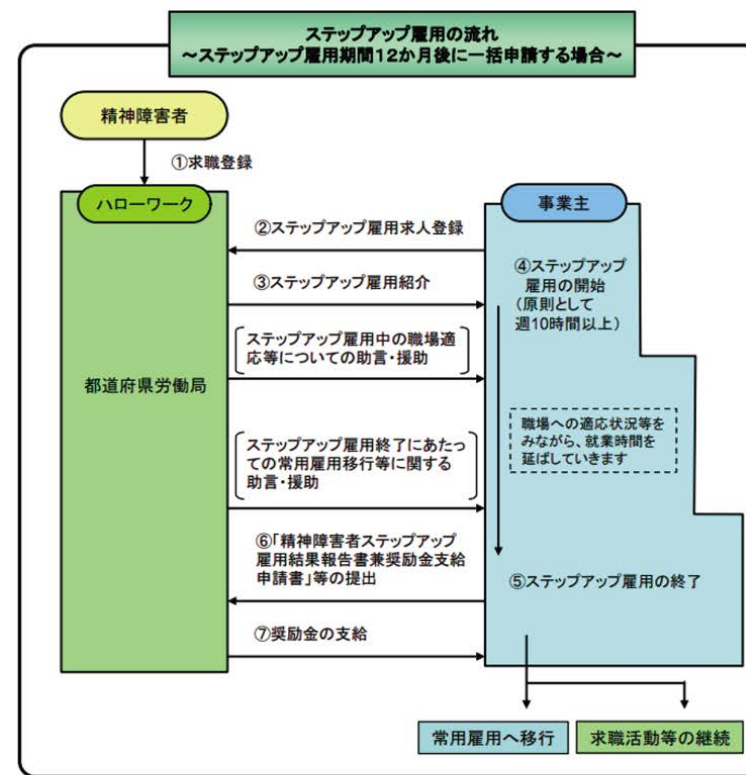 ステップアップ雇用の流れ
～ステップアップ雇用期間１２か月後に一括申請する場合～
精神障害者
①求職登録
ハローワーク
事業主
②ステップアップ雇用求人登録
③ステップアップ雇用紹介
④ステップアップ
雇用の開始
（原則として
週10時間以上）
ステップアップ雇用中の職場適
応等についての助言・援助
都道府県労働局
職場への適応状況等を
みながら、就業時間を
延ばしていきます
ステップアップ雇用終了にあたっ
ての常用雇用移行等に関する
助言・援助
⑥「精神障害者ステップアップ
雇用結果報告書兼奨励金支給
申請書」等の提出
⑤ステップアップ雇用の終了
⑦奨励金の支給
常用雇用へ移行
求職活動等の継続